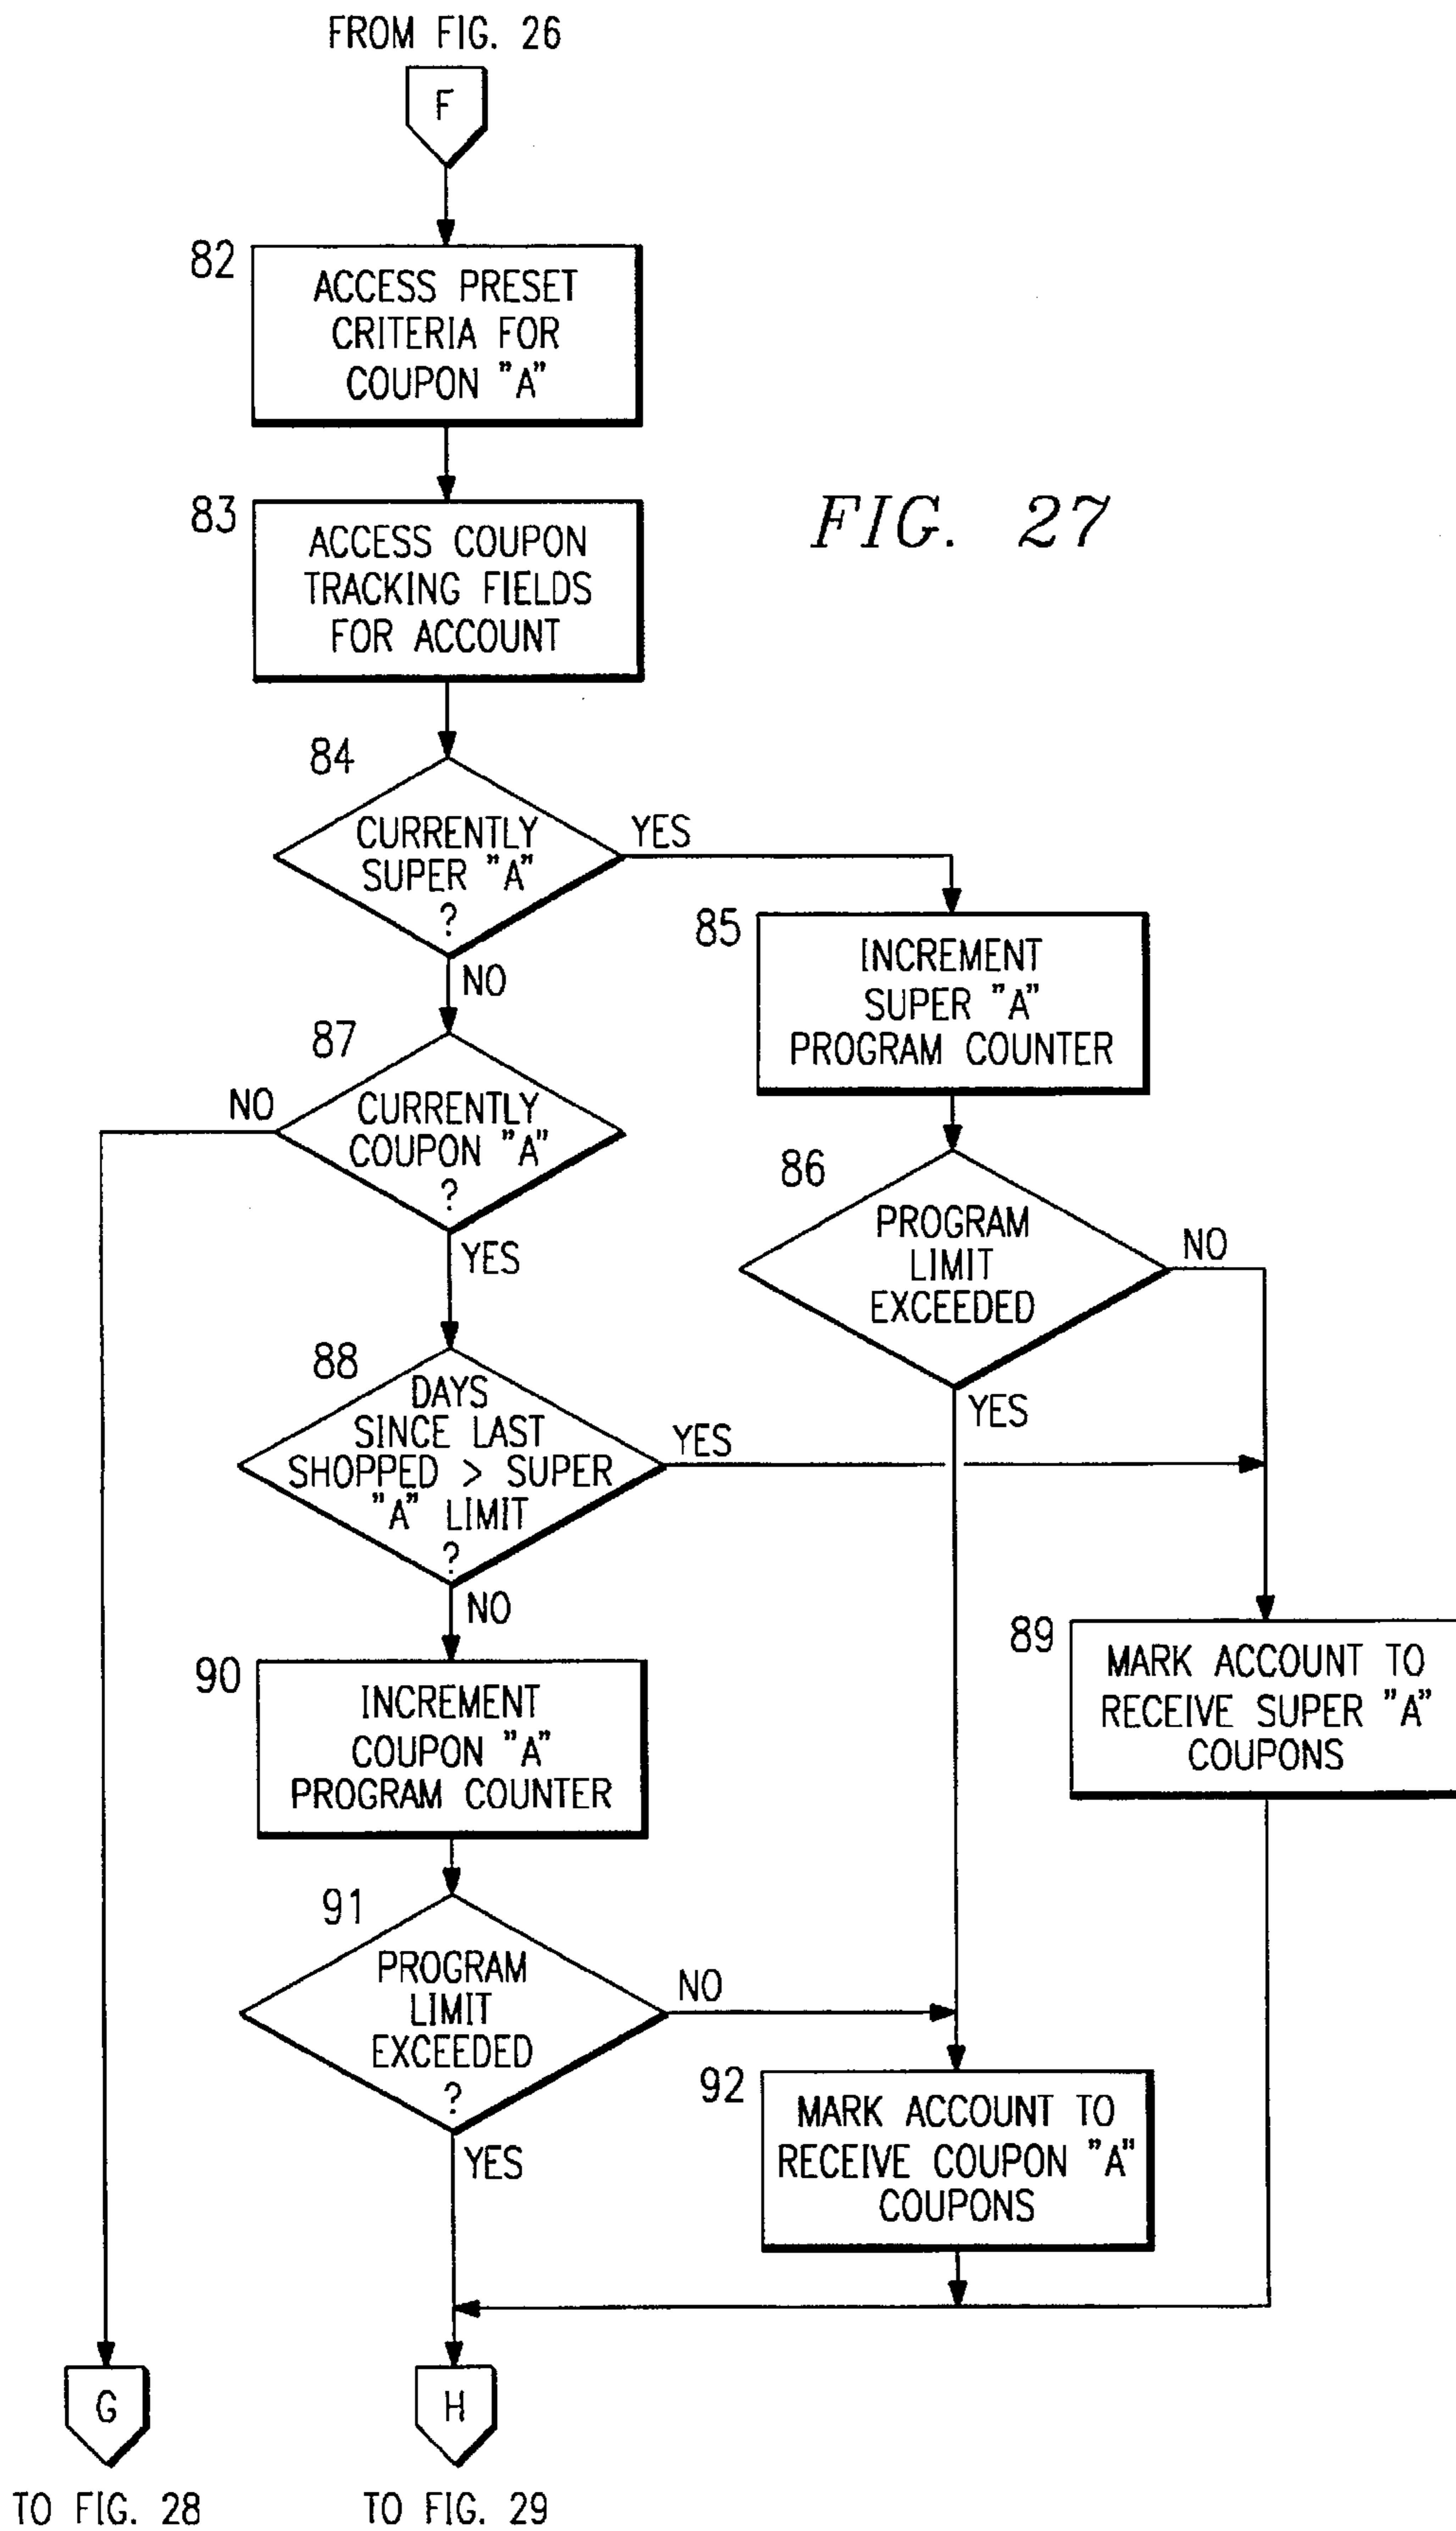 FROM FIG. 26
F
82
ACCESS PRESET
CRITERIA FOR
COUPON "A"
83
ACCESS COUPON
TRACKING FIELDS
FOR ACCOUNT
FIG. 27
84
CURRENTLY
SUPER "A"
?
YES
NO
85
INCREMENT
SUPER "A"
PROGRAM COUNTER
87
CURRENTLY
COUPON "A"
?
NO
YES
86
PROGRAM
LIMIT
EXCEEDED
NO
YES
88
DAYS
SINCE LAST
SHOPPED > SUPER
"A" LIMIT
?
YES
NO
89
MARK ACCOUNT TO
RECEIVE SUPER "A"
COUPONS
90
INCREMENT
COUPON "A"
PROGRAM COUNTER
91
PROGRAM
LIMIT
EXCEEDED
?
NO
YES
92
MARK ACCOUNT TO
RECEIVE COUPON "A"
COUPONS
G
H
TO FIG. 28
TO FIG. 29